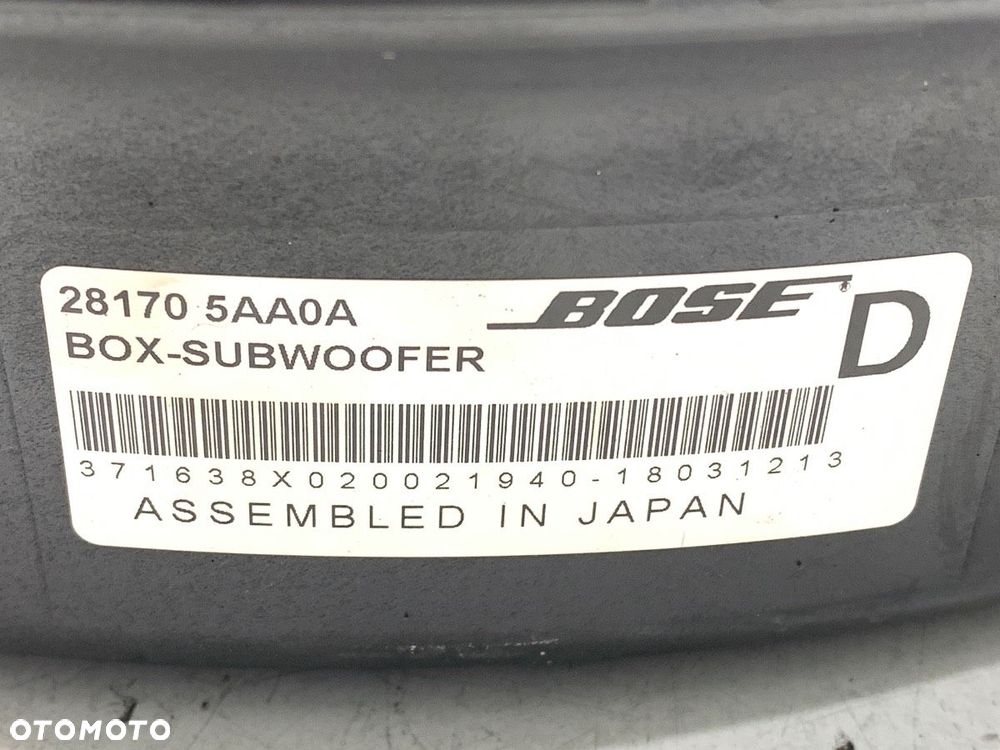 28170 5AA0A
BOSE
D
BOX-SUBWOOFER
371638X020021940-18031213
ASSEMBLED IN JAPAN
OTOMOTO